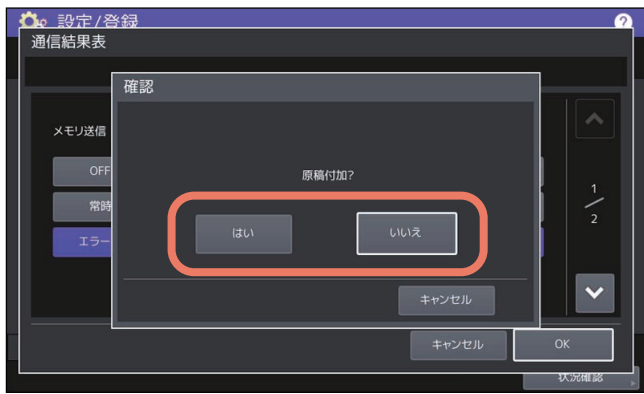 設定/登録
?
通信結果表
確認
メモリ送信
原稿付加?
OFF
常時
エラー
はい
いいえ
1
2
キャンセル
キャンセル
OK
状況確認